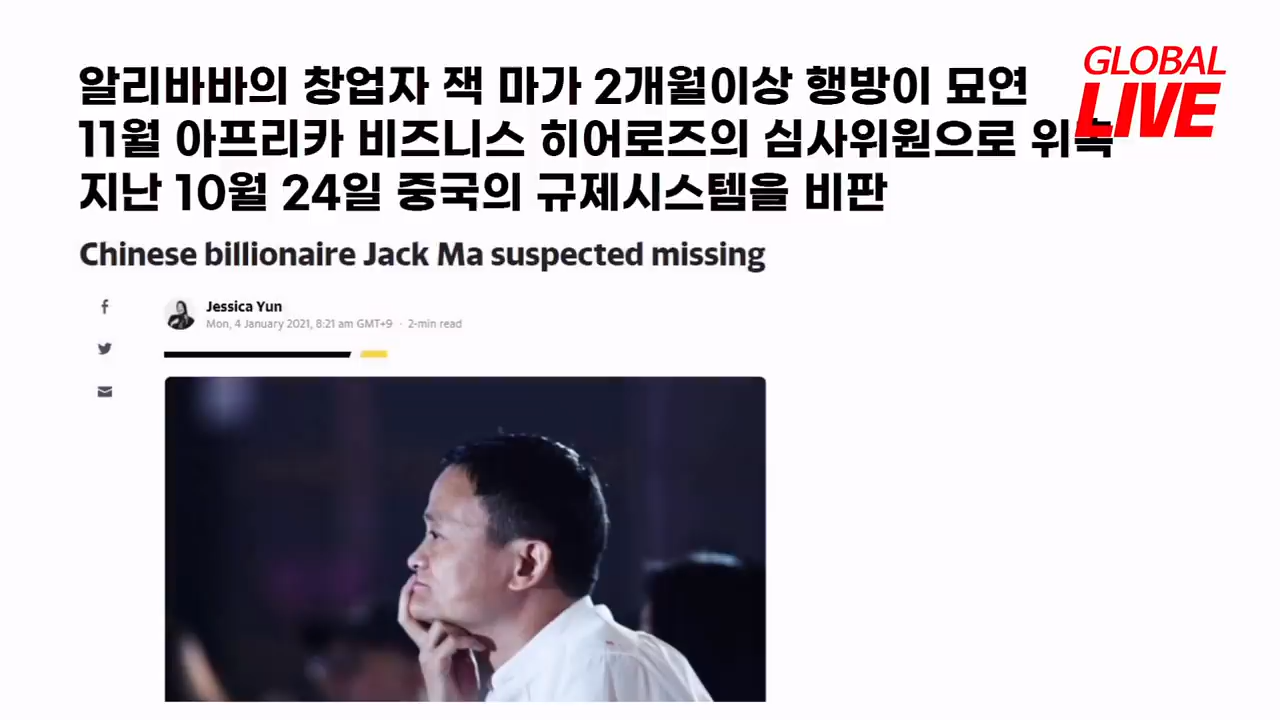 알리바바의 창업자 잭 마가 2개월이상 행방이 묘연
11월 아프리카 비즈니스 히어로즈의 심사위원으로 위촉
지난 10월 24일 중국의 규제시스템을 비판
GLOBAL
LIVE
Chinese billionaire Jack Ma suspected missing
Jessica Yun
Mon, 4 January 2021, 8:21 am GMT+9 · 2-min read